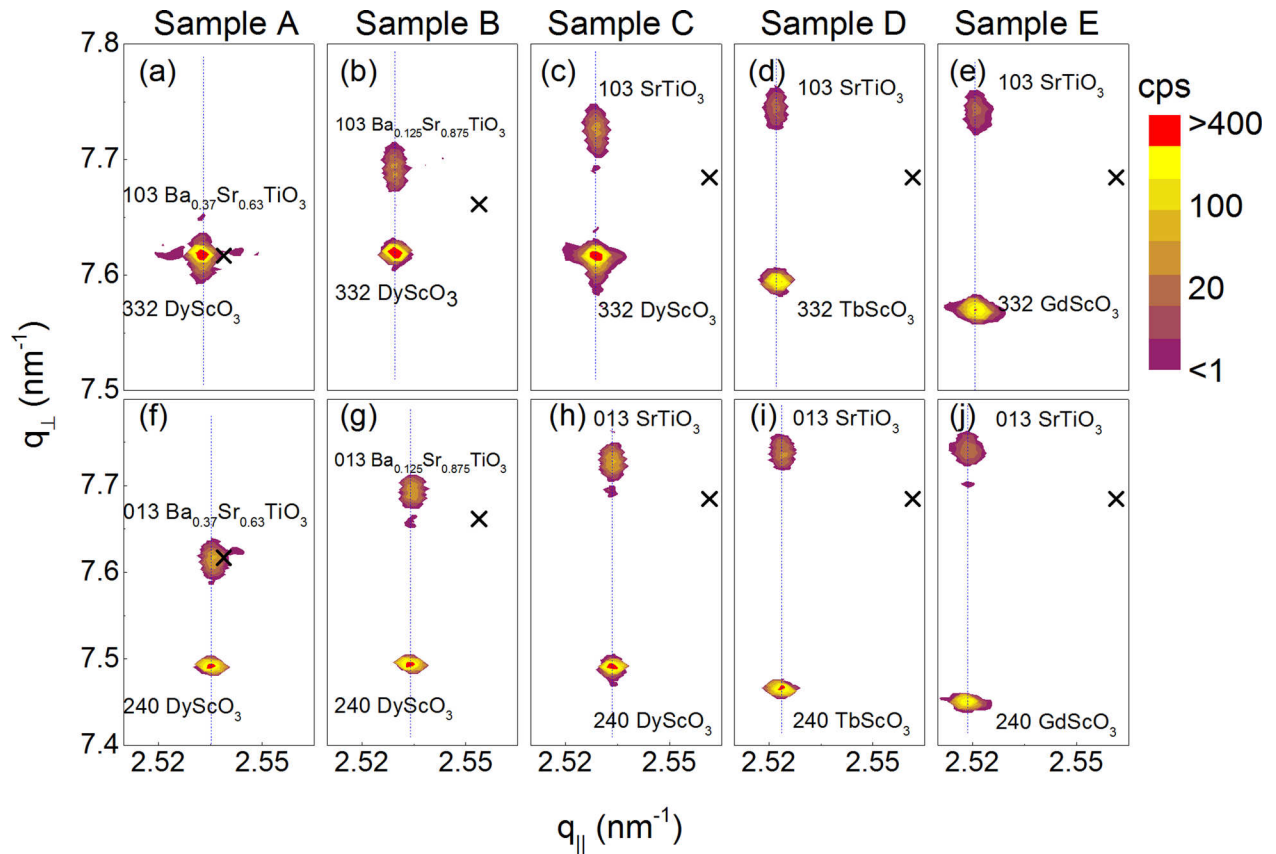 Sample A Sample B Sample C Sample D Sample E
7.8
(a) (b) (c) (d) (e)
103 SrTiO₃ 103 SrTiO₃ 103 SrTiO₃
cps
>400
103 Ba₀.₁₂₅Sr₀.₈₇₅TiO₃
7.7
103 Ba₀.₃₇Sr₀.₆₃TiO₃
100
7.6
20
332 DyScO₃ 332 DyScO₃ 332 DyScO₃ 332 TbScO₃ 332 GdScO₃
<1
7.5
q⊥ (nm⁻¹)
(f) (g) (h) (i) (j)
013 SrTiO₃ 013 SrTiO₃ 013 SrTiO₃
013 Ba₀.₁₂₅Sr₀.₈₇₅TiO₃
7.7
013 Ba₀.₃₇Sr₀.₆₃TiO₃
7.6
7.5
240 DyScO₃ 240 DyScO₃ 240 DyScO₃ 240 TbScO₃ 240 GdScO₃
7.4
2.52 2.55 2.52 2.55 2.52 2.55 2.52 2.55 2.52 2.55
q|| (nm⁻¹)